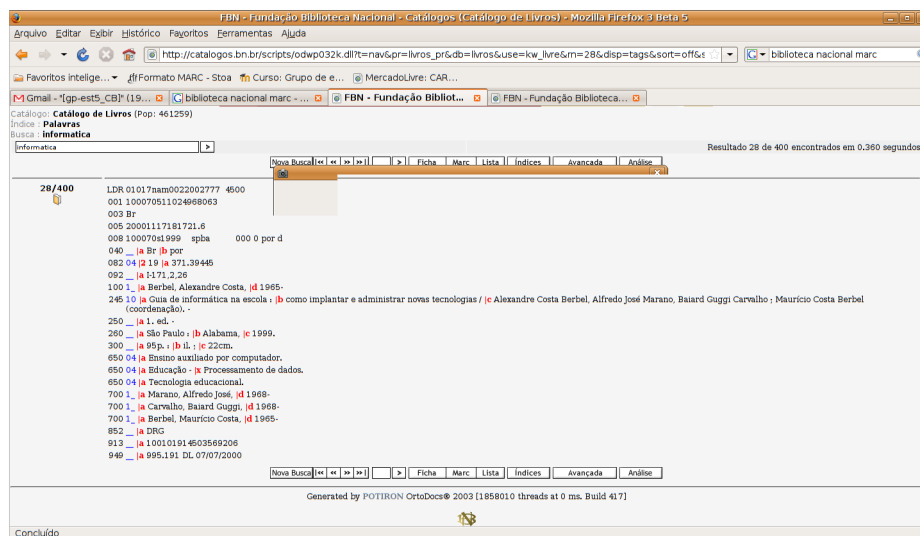 FBN - Fundação Biblioteca Nacional - Catálogos (Catálogo de Livros) - Mozilla Firefox 3 Beta 5
Arquivo Editar Exibir Histórico Favoritos Ferramentas Ajuda
http://catalogos.bn.br/scripts/odwp032k.dll?t=nav&pr=livros_pr&db=livros&use=kw_livre&rn=28&disp=tags&sort=off&s biblioteca nacional marc
Favoritos intelige... Formato MARC - Stoa Curso: Grupo de e... MercadoLivre: CAR...
Gmail - "[gp-est5_CB]" (19... biblioteca nacional marc - ... FBN - Fundação Bibliot... FBN - Fundação Biblioteca...
Catálogo: Catálogo de Livros (Pop: 461259)
Índice : Palavras
Busca : informatica
informatica > Resultado 28 de 400 encontrados em 0.360 segundos
Nova Busca |<< << >> >>| > Ficha Marc Lista Índices Avançada Análise
28/400 LDR 01017nam0022002777 4500
001 100070511024968063
003 Br
005 20001117181721.6
008 100070s1999 spba 000 0 por d
040 __ |a Br |b por
082 04 |2 19 |a 371.39445
092 __ |a I-171,2,26
100 1_ |a Berbel, Alexandre Costa, |d 1965-
245 10 |a Guia de informática na escola : |b como implantar e administrar novas tecnologias / |c Alexandre Costa Berbel, Alfredo José Marano, Baiard Guggi Carvalho ; Maurício Costa Berbel
(coordenação). -
250 __ |a 1. ed. -
260 __ |a São Paulo : |b Alabama, |c 1999.
300 __ |a 95p. : |b il. ; |c 22cm.
650 04 |a Ensino auxiliado por computador.
650 04 |a Educação - |x Processamento de dados.
650 04 |a Tecnologia educacional.
700 1_ |a Marano, Alfredo José, |d 1968-
700 1_ |a Carvalho, Baiard Guggi, |d 1968-
700 1_ |a Berbel, Maurício Costa, |d 1965-
852 __ |a DRG
913 __ |a 100101914503569206
949 __ |a 995.191 DL 07/07/2000
Nova Busca |<< << >> >>| > Ficha Marc Lista Índices Avançada Análise
Generated by POTIRON OrtoDocs® 2003 [1858010 threads at 0 ms. Build 417]
Concluído